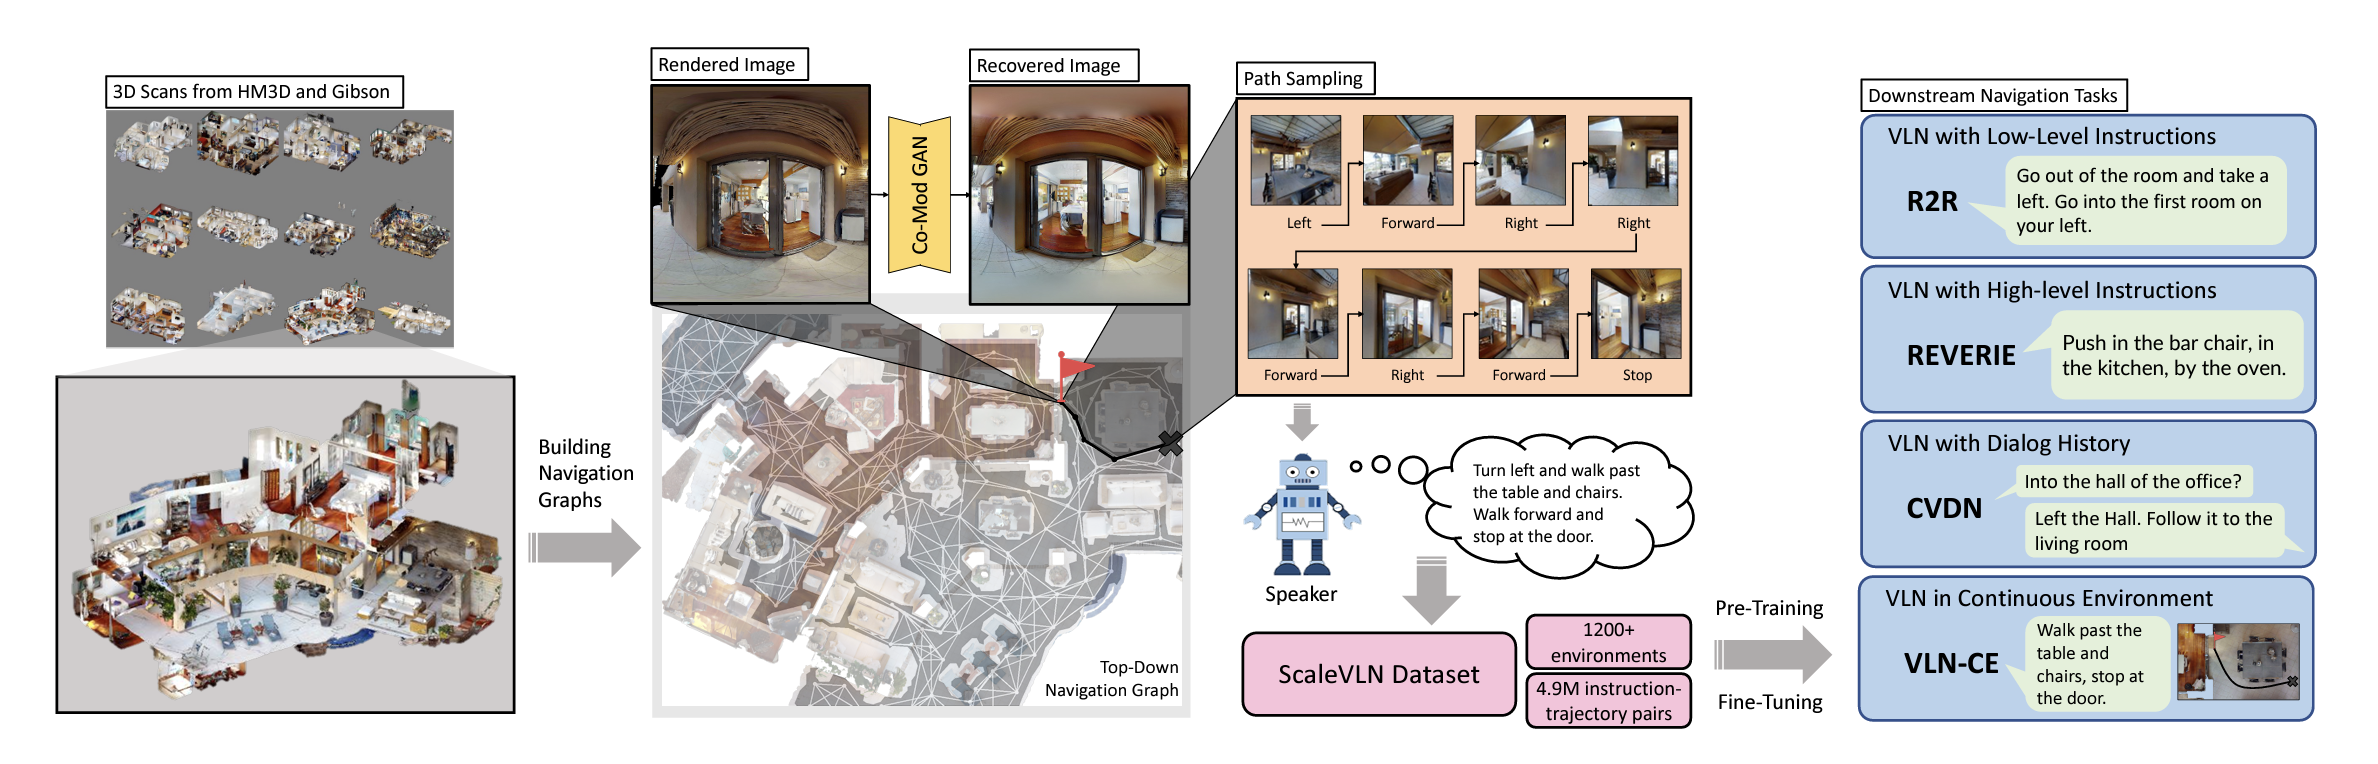 3D Scans from HM3D and Gibson
Building
Navigation
Graphs
Rendered Image
Co-Mod GAN
Recovered Image
Top-Down
Navigation Graph
Path Sampling
Left
Forward
Right
Right
Forward
Right
Forward
Stop
Speaker
Turn left and walk past
the table and chairs.
Walk forward and
stop at the door.
ScaleVLN Dataset
1200+
environments
4.9M instruction-
trajectory pairs
Pre-Training
Fine-Tuning
Downstream Navigation Tasks
VLN with Low-Level Instructions
R2R
Go out of the room and take a
left. Go into the first room on
your left.
VLN with High-level Instructions
REVERIE
Push in the bar chair, in
the kitchen, by the oven.
VLN with Dialog History
CVDN
Into the hall of the office?
Left the Hall. Follow it to the
living room
VLN in Continuous Environment
VLN-CE
Walk past the
table and
chairs, stop at
the door.